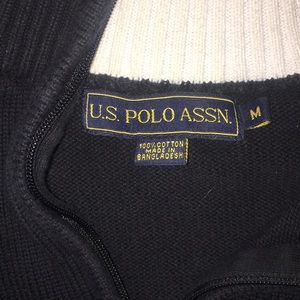 U.S. POLO ASSN.
M
100% COTTON
MADE IN
BANGLADESH